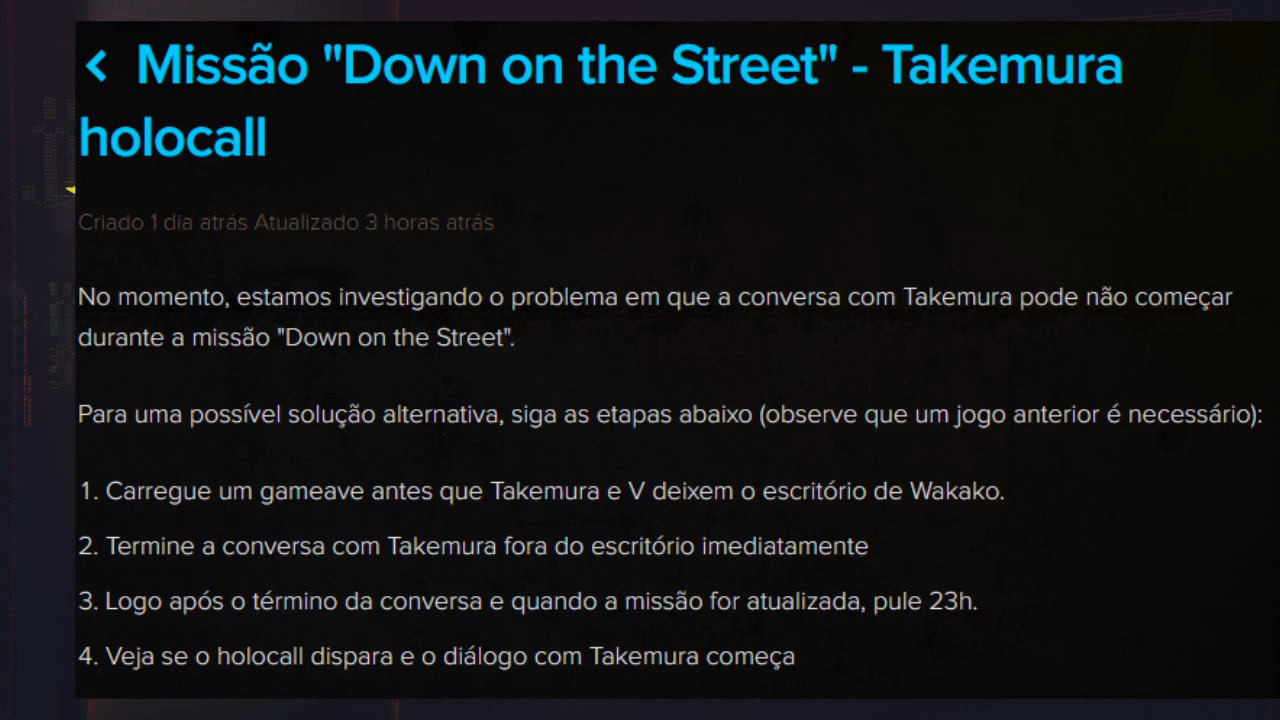 < Missão "Down on the Street" - Takemura
holocall
Criado 1 dia atrás Atualizado 3 horas atrás
No momento, estamos investigando o problema em que a conversa com Takemura pode não começar
durante a missão "Down on the Street".
Para uma possível solução alternativa, siga as etapas abaixo (observe que um jogo anterior é necessário):
1. Carregue um gameave antes que Takemura e V deixem o escritório de Wakako.
2. Termine a conversa com Takemura fora do escritório imediatamente
3. Logo após o término da conversa e quando a missão for atualizada, pule 23h.
4. Veja se o holocall dispara e o diálogo com Takemura começa